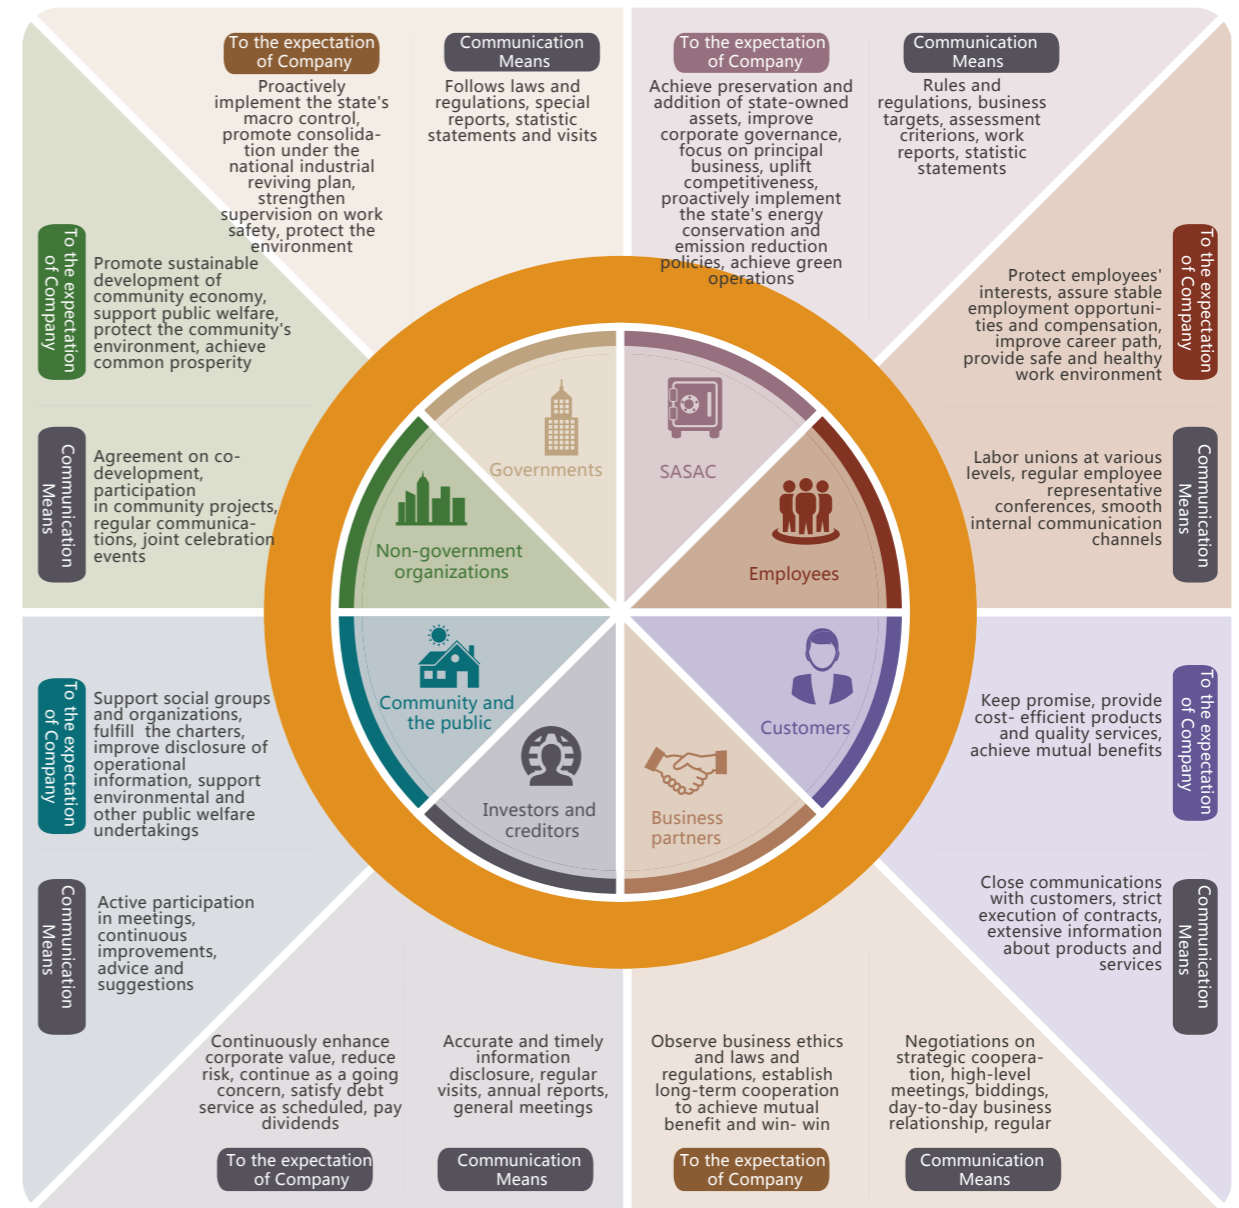 To the expectation
of Company
Proactively
implement the state's
macro control,
promote consolida-
tion under the
national industrial
reviving plan,
strengthen
supervision on work
safety, protect the
environment
Communication
Means
Follows laws and
regulations, special
reports, statistic
statements and visits
To the expectation
of Company
Achieve preservation and
addition of state-owned
assets, improve
corporate governance,
focus on principal
business, uplift
competitiveness,
proactively implement
the state's energy
conservation and
emission reduction
policies, achieve green
operations
Communication
Means
Rules and
regulations, business
targets, assessment
criterions, work
reports, statistic
statements
To the expectation
of Company
Promote sustainable
development of
community economy,
support public welfare,
protect the community's
environment, achieve
common prosperity
Communication
Means
Agreement on co-
development,
participation
in community projects,
regular communica-
tions, joint celebration
events
To the expectation
of Company
Protect employees'
interests, assure stable
employment opportuni-
ties and compensation,
improve career path,
provide safe and healthy
work environment
Communication
Means
Labor unions at various
levels, regular employee
representative
conferences, smooth
internal communication
channels
Governments
SASAC
Non-government
organizations
Employees
Community and
the public
Customers
Investors and
creditors
Business
partners
To the expectation
of Company
Support social groups
and organizations,
fulfill  the charters,
improve disclosure of
operational
information, support
environmental and
other public welfare
undertakings
Communication
Means
Active participation
in meetings,
continuous
improvements,
advice and
suggestions
To the expectation
of Company
Keep promise, provide
cost- efficient products
and quality services,
achieve mutual benefits
Communication
Means
Close communications
with customers, strict
execution of contracts,
extensive information
about products and
services
Continuously enhance
corporate value, reduce
risk, continue as a going
concern, satisfy debt
service as scheduled, pay
dividends
To the expectation
of Company
Accurate and timely
information
disclosure, regular
visits, annual reports,
general meetings
Communication
Means
Observe business ethics
and laws and
regulations, establish
long-term cooperation
to achieve mutual
benefit and win- win
To the expectation
of Company
Negotiations on
strategic coopera-
tion, high-level
meetings, biddings,
day-to-day business
relationship, regular
Communication
Means